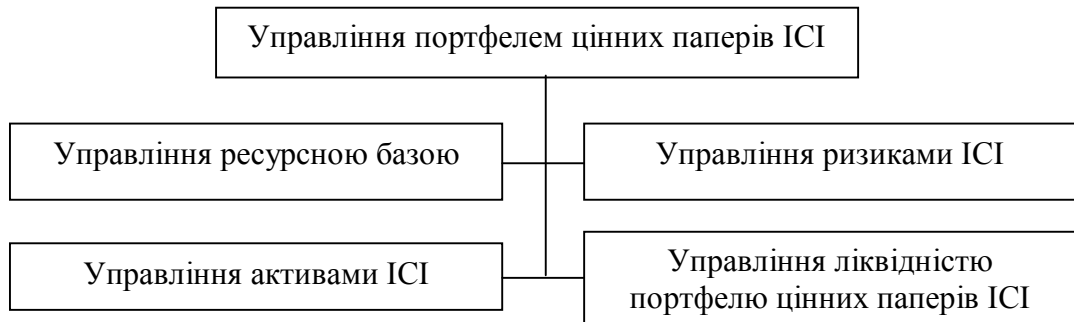 Управління портфелем цінних паперів ІСІ
Управління ресурсною базою
Управління ризиками ІСІ
Управління активами ІСІ
Управління ліквідністю
портфелю цінних паперів ІСІ